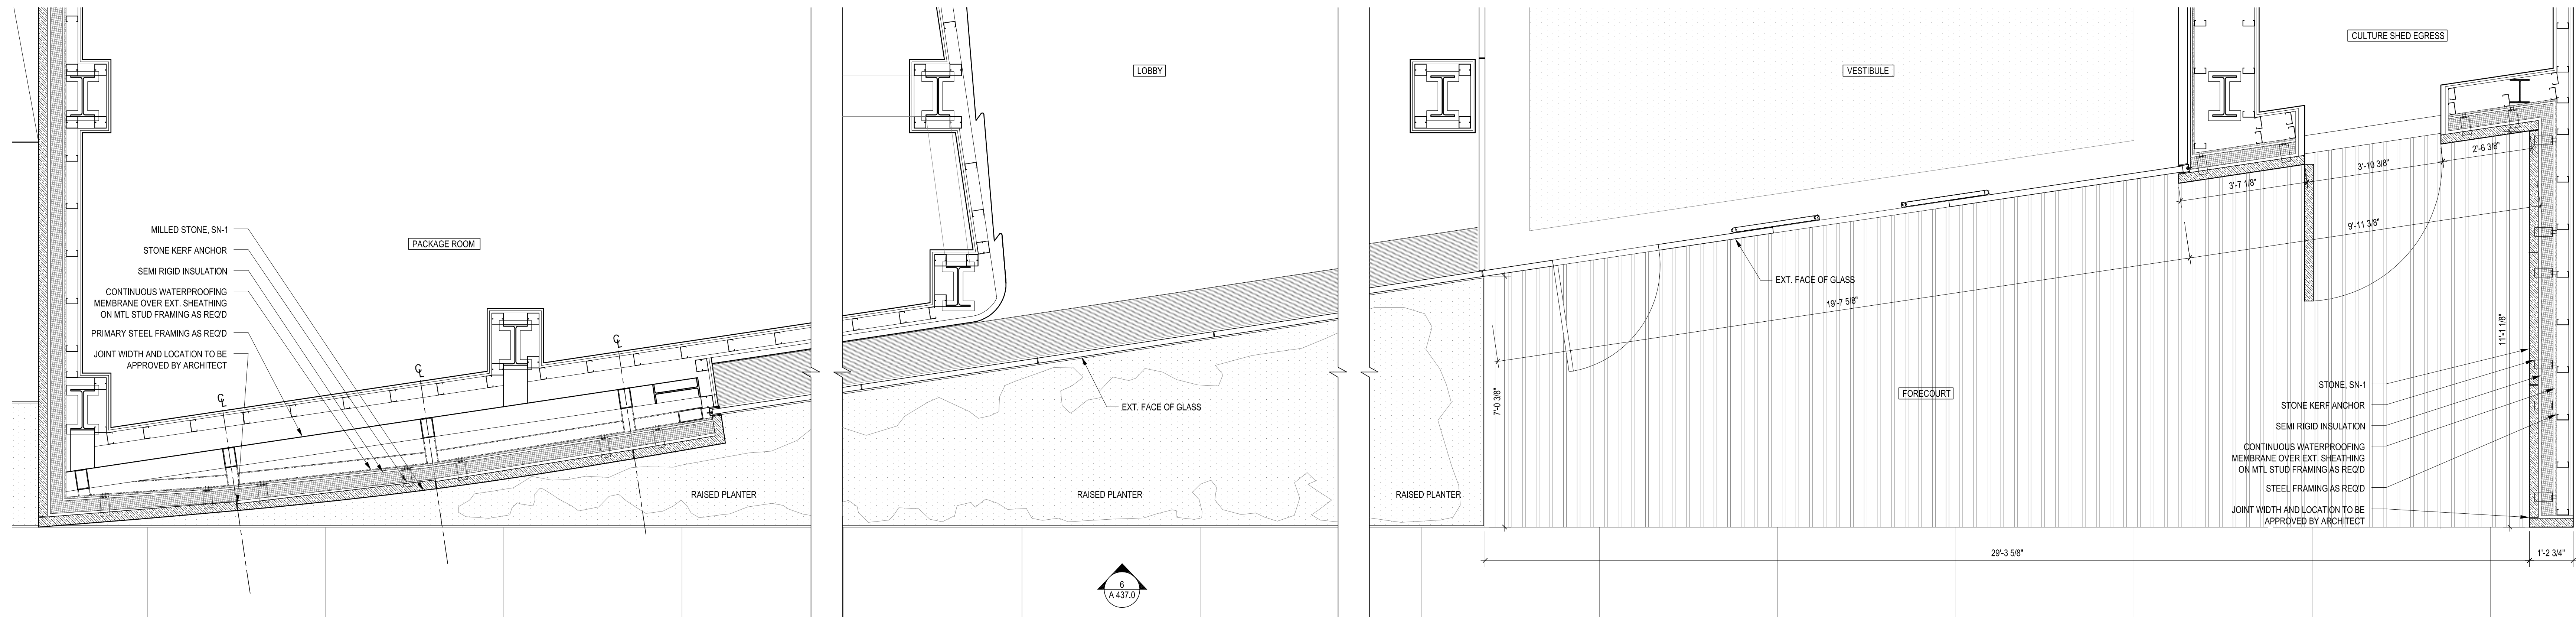 MILLED STONE, SN-1
STONE KERF ANCHOR
SEMI RIGID INSULATION
CONTINUOUS WATERPROOFING
MEMBRANE OVER EXT. SHEATHING
ON MTL STUD FRAMING AS REQ'D
PRIMARY STEEL FRAMING AS REQ'D
JOINT WIDTH AND LOCATION TO BE
APPROVED BY ARCHITECT
PACKAGE ROOM
CL
CL
CL
RAISED PLANTER
LOBBY
EXT. FACE OF GLASS
RAISED PLANTER
6
A 437.0
RAISED PLANTER
VESTIBULE
CULTURE SHED EGRESS
2'-6 3/8"
3'-10 3/8"
3'-7 1/8"
9'-11 3/8"
EXT. FACE OF GLASS
19'-7 5/8"
11'-1 1/8"
7'-0 3/8"
FORECOURT
STONE, SN-1
STONE KERF ANCHOR
SEMI RIGID INSULATION
CONTINUOUS WATERPROOFING
MEMBRANE OVER EXT. SHEATHING
ON MTL STUD FRAMING AS REQ'D
STEEL FRAMING AS REQ'D
JOINT WIDTH AND LOCATION TO BE
APPROVED BY ARCHITECT
29'-3 5/8"
1'-2 3/4"